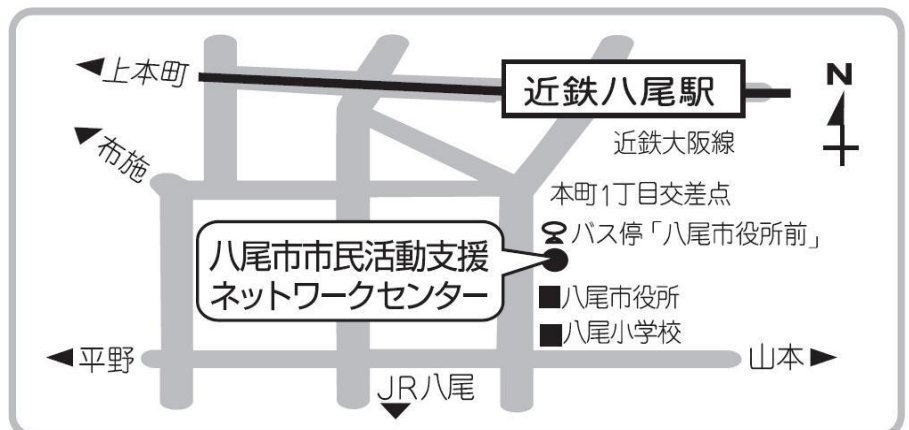 上本町
近鉄八尾駅
N
布施
近鉄大阪線
本町1丁目交差点
バス停「八尾市役所前」
八尾市市民活動支援
ネットワークセンター
八尾市役所
八尾小学校
平野
山本
JR八尾